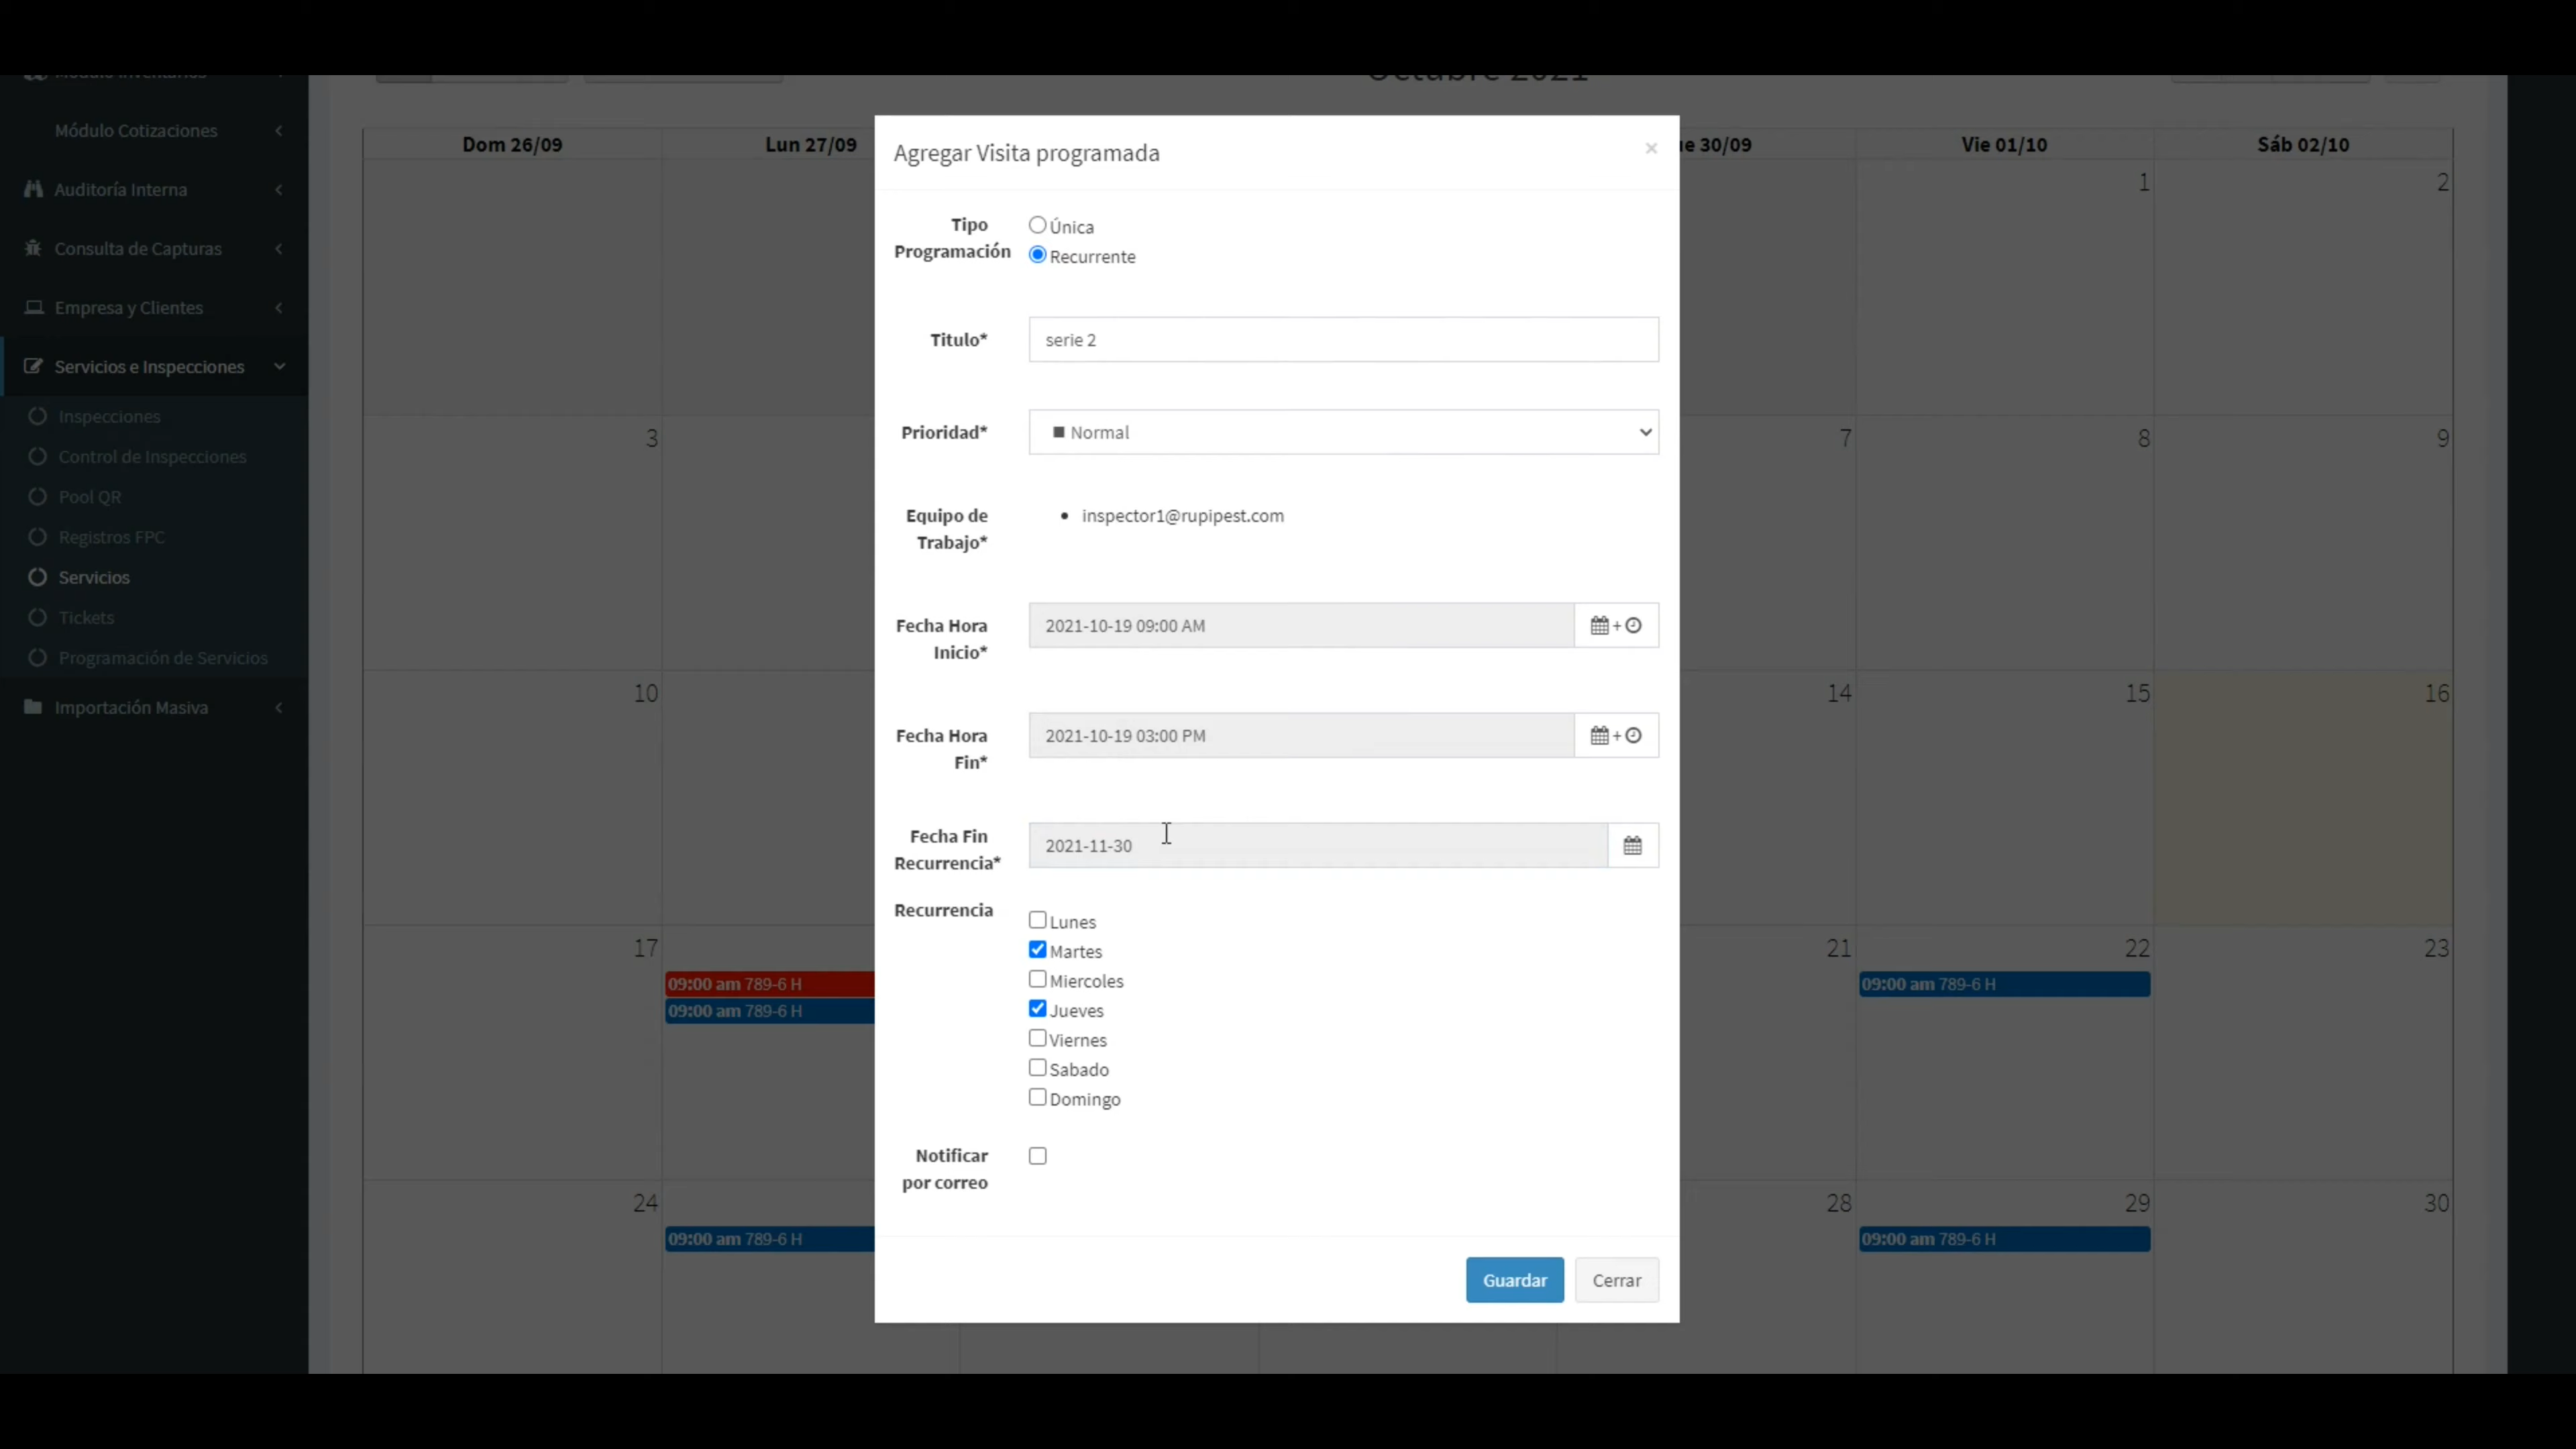 Módulo Inventarios
Octubre 2021
Módulo Cotizaciones
Auditoría Interna
Consulta de Capturas
Empresa y Clientes
Servicios e Inspecciones
Inspecciones
Control de Inspecciones
Pool QR
Registros FPC
Servicios
Tickets
Programación de Servicios
Importación Masiva
Dom 26/09
Lun 27/09
ue 30/09
Vie 01/10
Sáb 02/10
1
2
3
7
8
9
10
14
15
16
17
09:00 am 789-6 H
09:00 am 789-6 H
21
22
09:00 am 789-6 H
23
24
09:00 am 789-6 H
28
29
09:00 am 789-6 H
30
Agregar Visita programada
×
Tipo
Programación
Única
Recurrente
Titulo*
serie 2
Prioridad*
■ Normal
Equipo de
Trabajo*
• inspector1@rupipest.com
Fecha Hora
Inicio*
2021-10-19 09:00 AM
+
Fecha Hora
Fin*
2021-10-19 03:00 PM
+
Fecha Fin
Recurrencia*
2021-11-30
Recurrencia
Lunes
Martes
Miercoles
Jueves
Viernes
Sabado
Domingo
Notificar
por correo
Guardar
Cerrar